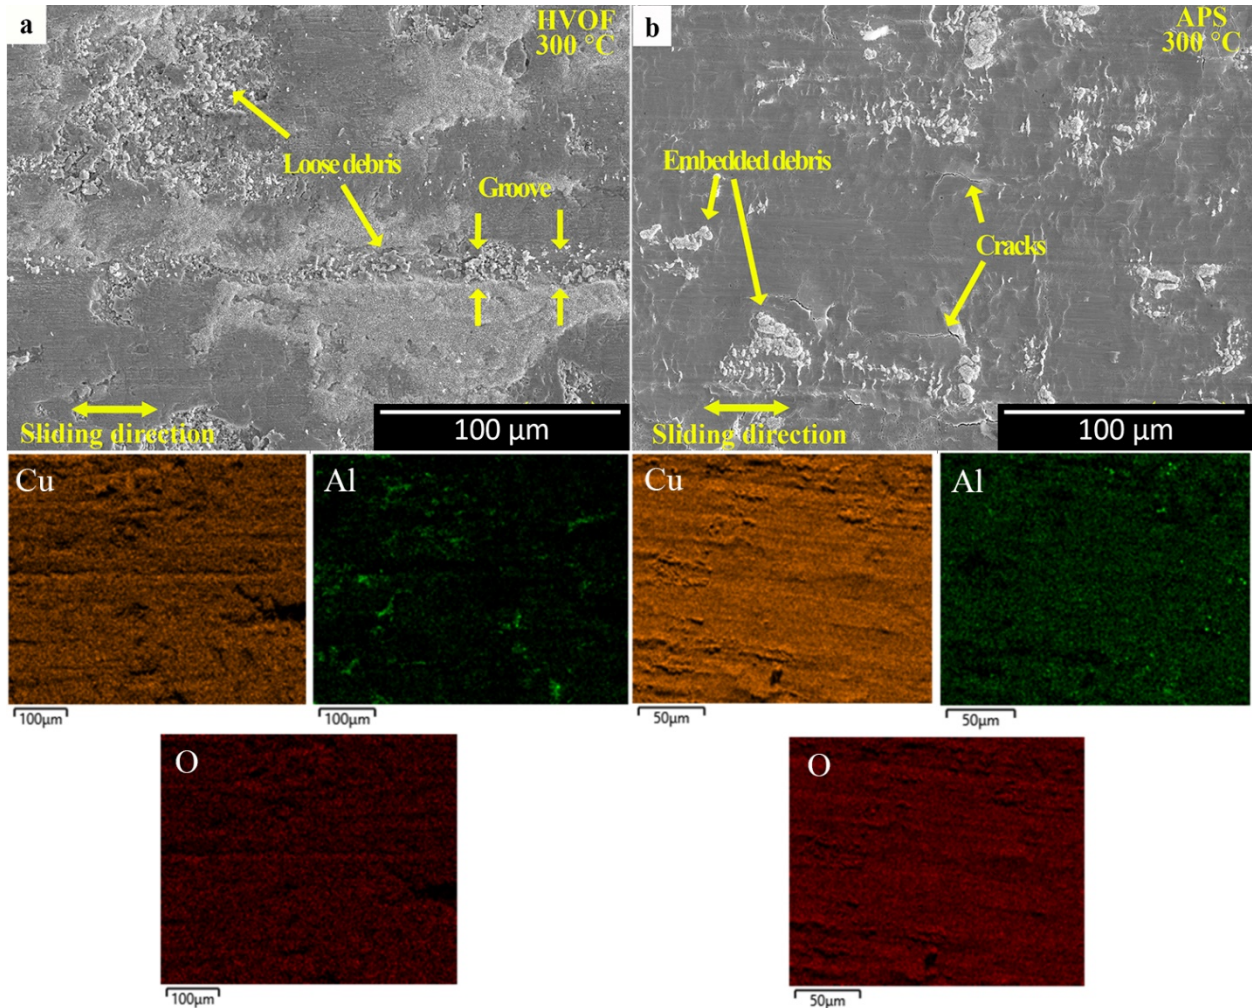 a
HVOF
300 °C
Loose debris
Groove
Sliding direction
100 µm
b
APS
300 °C
Embedded debris
Cracks
Sliding direction
100 µm
Cu
Al
Cu
Al
100µm
100µm
50µm
50µm
O
O
100µm
50µm